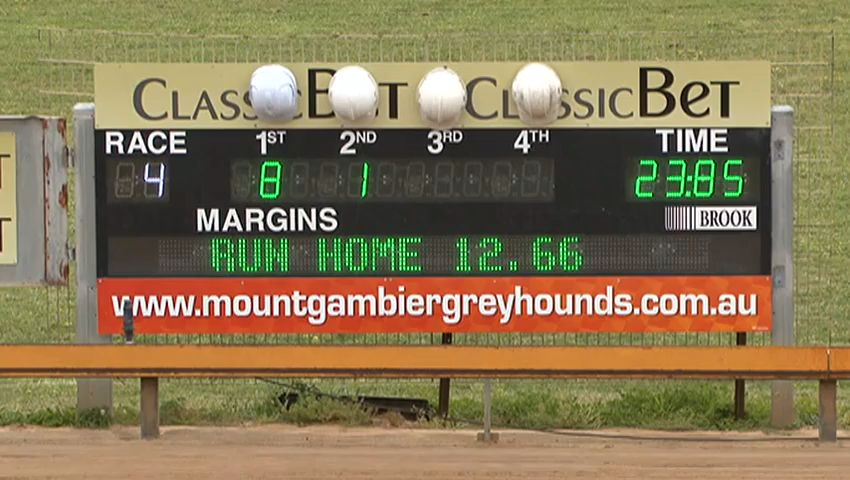 CLASSICBET CLASSICBET
RACE 1ST 2ND 3RD 4TH TIME
4 8 1 23:85
MARGINS BROOK
RUN HOME 12.66
www.mountgambiergreyhounds.com.au